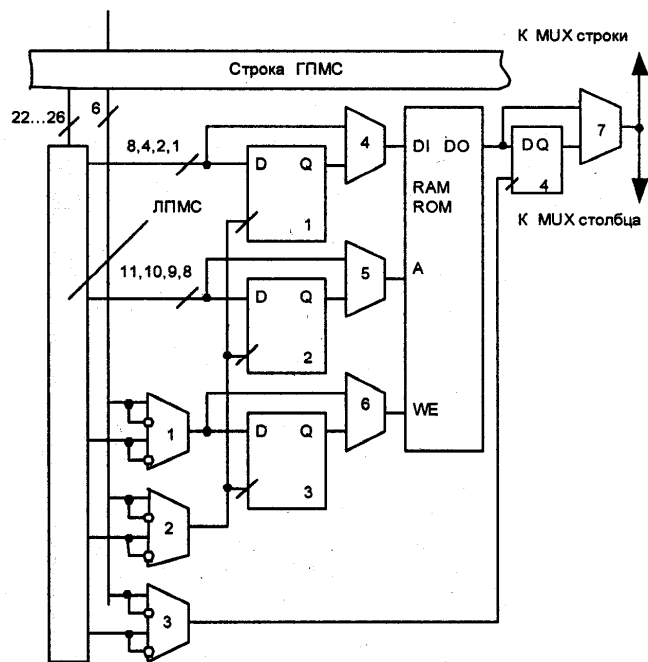 К MUX строки
Строка ГПМС
22...26
6
8,4,2,1
4
DI DO
7
D Q
DQ
RAM
4
1
ROM
ЛПМС
К MUX столбца
11,10,9,8
5
A
D Q
2
6
1
WE
D Q
3
2
3